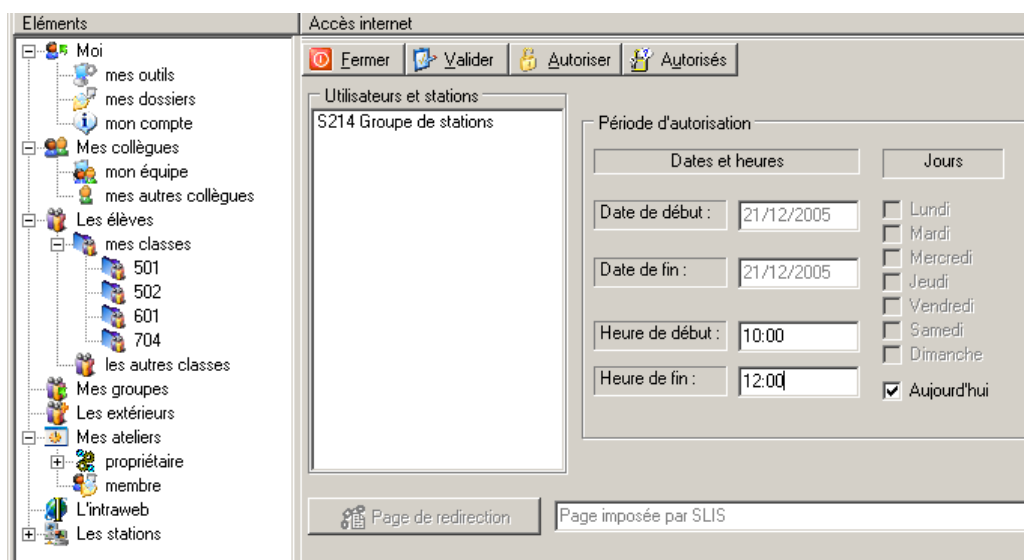 Eléments
Moi
mes outils
mes dossiers
mon compte
Mes collègues
mon équipe
mes autres collègues
Les élèves
mes classes
501
502
601
704
les autres classes
Mes groupes
Les extérieurs
Mes ateliers
propriétaire
membre
L'intraweb
Les stations
Accès internet
Fermer
Valider
Autoriser
Autorisés
Utilisateurs et stations
S214 Groupe de stations
Période d'autorisation
Dates et heures
Jours
Date de début :
21/12/2005
Date de fin :
21/12/2005
Heure de début :
10:00
Heure de fin :
12:00
Lundi
Mardi
Mercredi
Jeudi
Vendredi
Samedi
Dimanche
Aujourd'hui
Page de redirection
Page imposée par SLIS